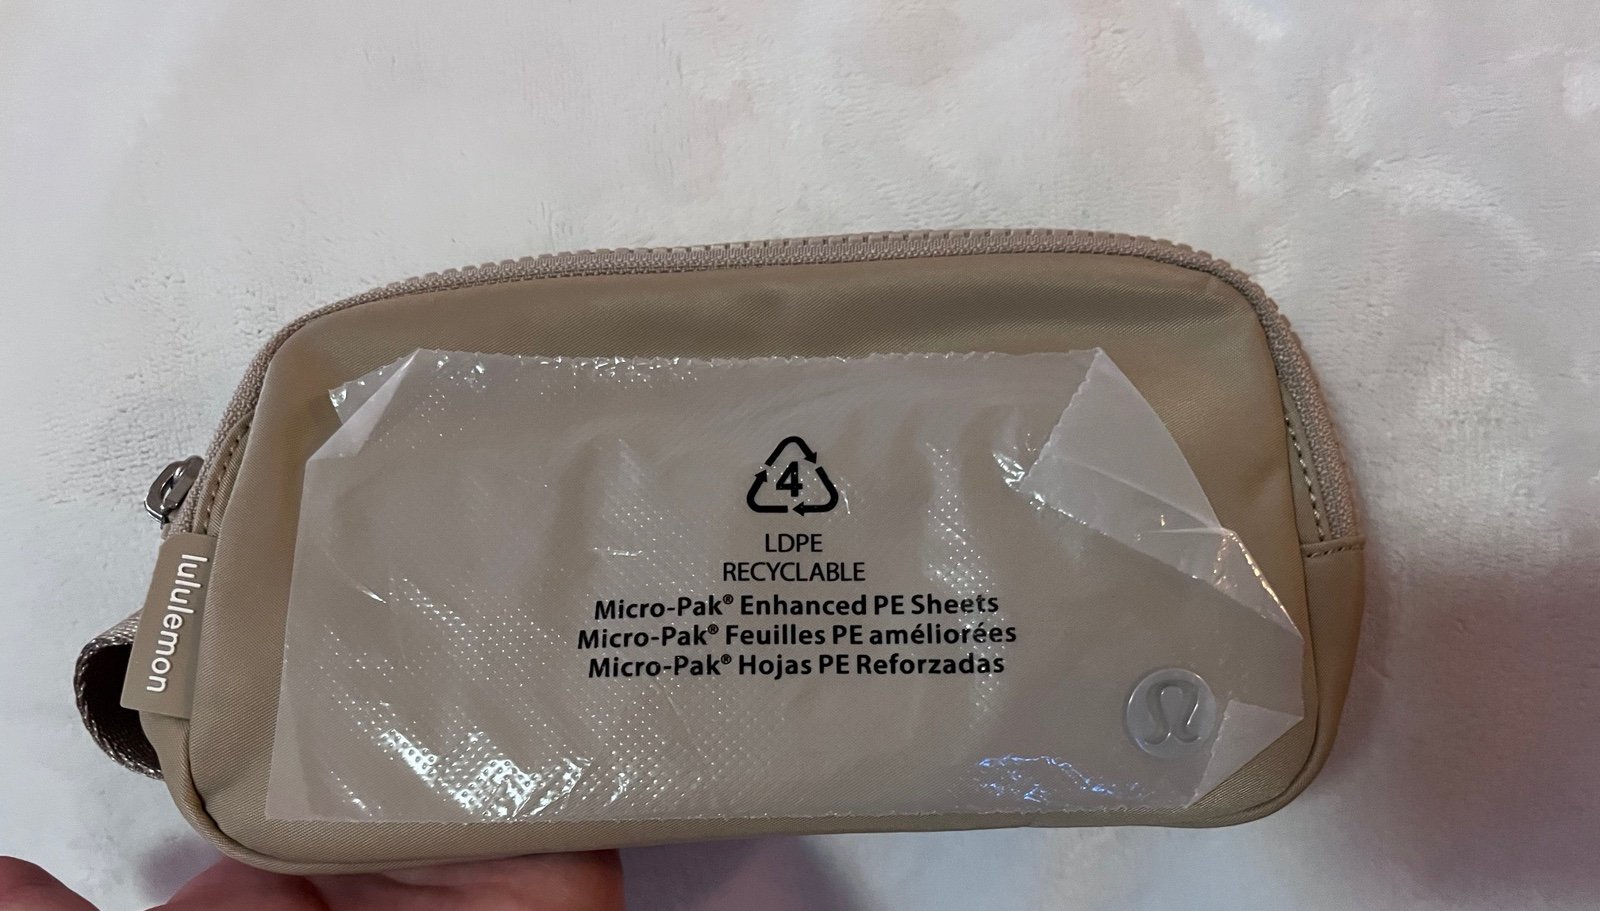 4
LDPE
RECYCLABLE
Micro-Pak® Enhanced PE Sheets
Micro-Pak® Feuilles PE améliorées
Micro-Pak® Hojas PE Reforzadas
lululemon